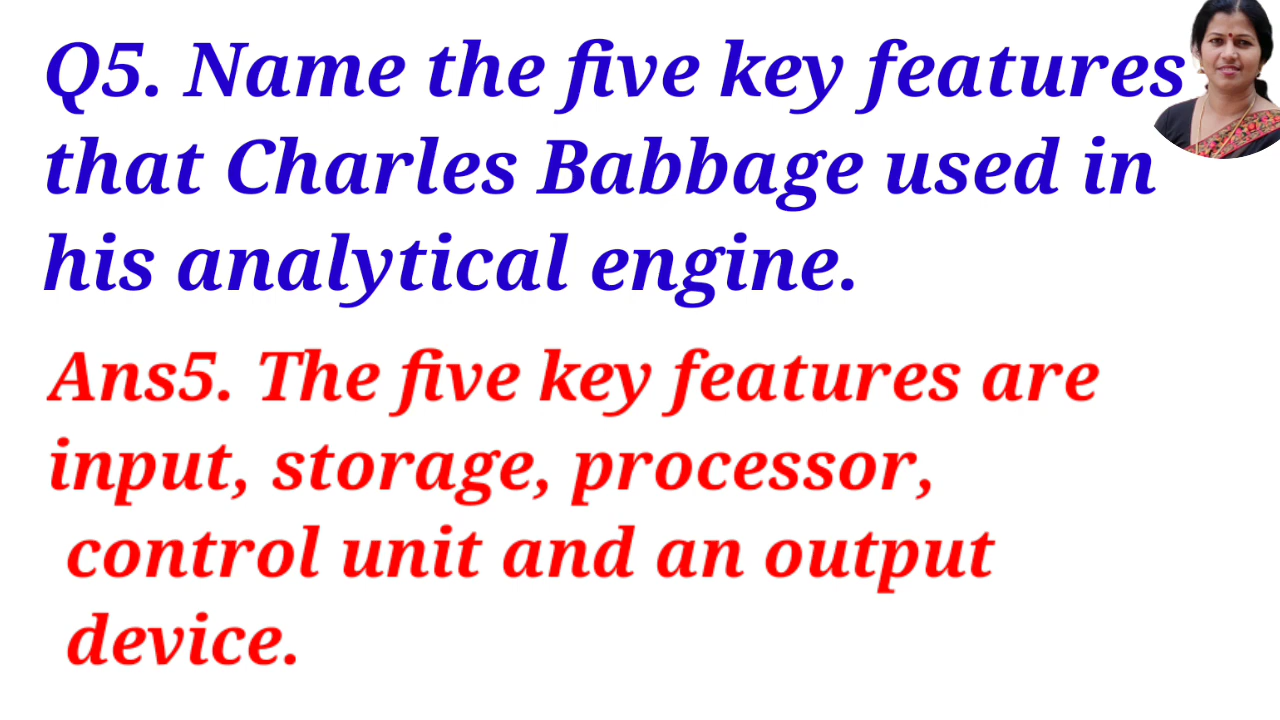 Q5. Name the five key features
that Charles Babbage used in
his analytical engine.
Ans5. The five key features are
input, storage, processor,
control unit and an output
device.